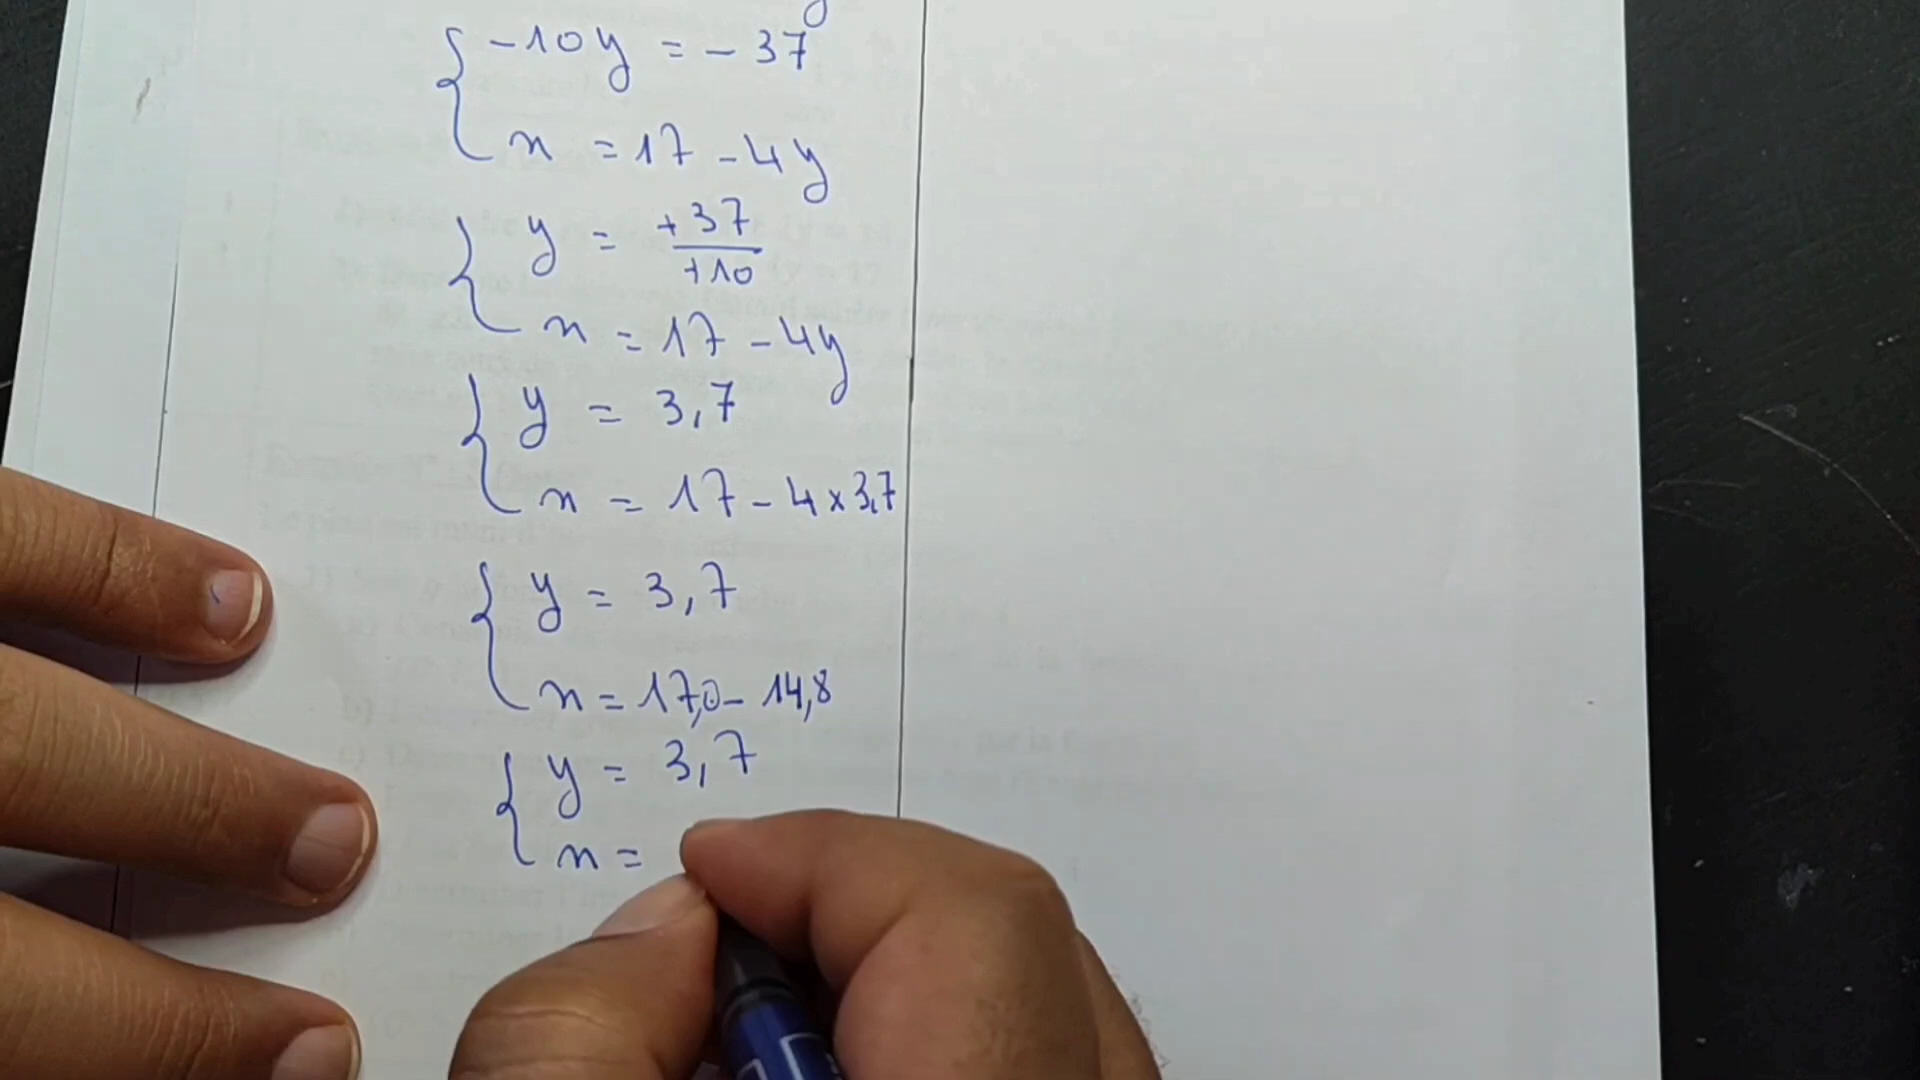 -10y = -37
x = 17 - 4y
y = +37/+10
x = 17 - 4y
y = 3,7
x = 17 - 4 x 3,7
y = 3,7
x = 17,0 - 14,8
y = 3,7
x =